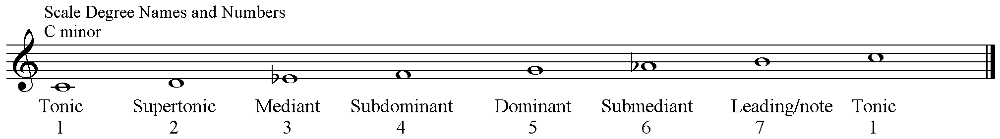 Scale Degree Names and Numbers
C minor
Tonic Supertonic Mediant Subdominant Dominant Submediant Leading/note Tonic
1 2 3 4 5 6 7 1